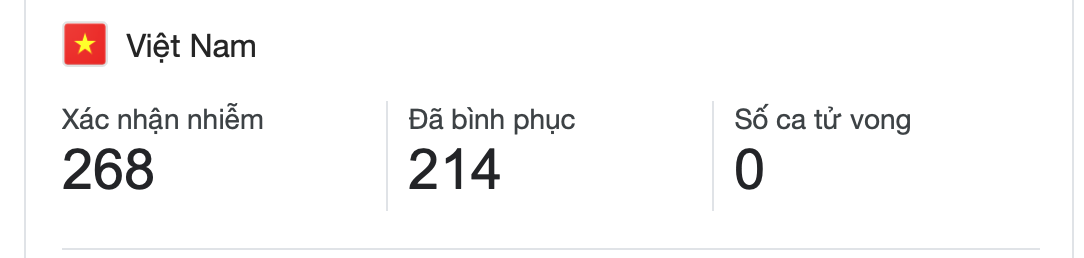 Việt Nam
Xác nhận nhiễm
268
Đã bình phục
214
Số ca tử vong
0